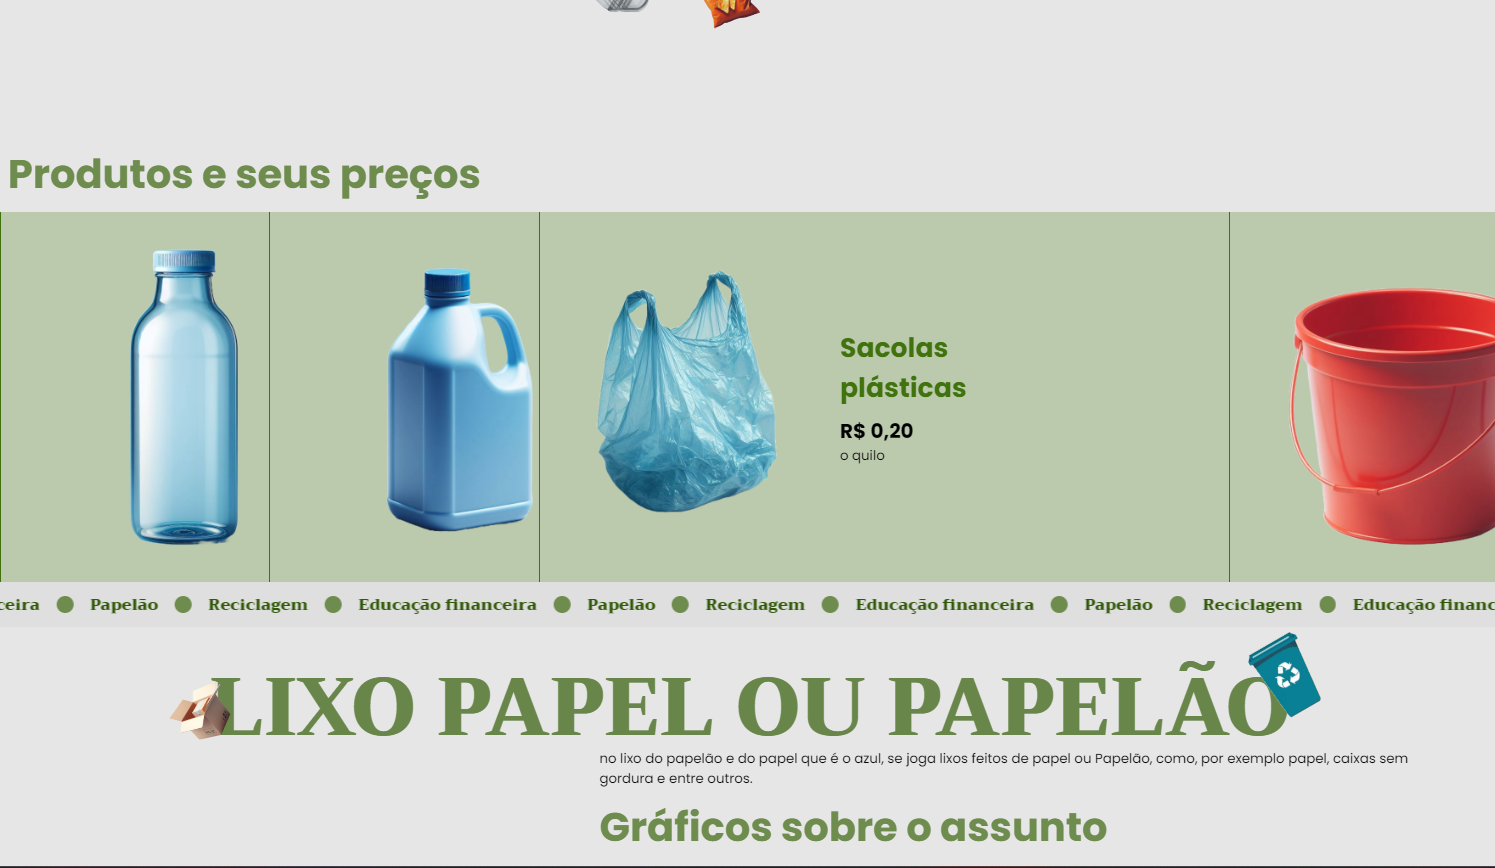 Produtos e seus preços
Sacolas
plásticas
R$ 0,20
o quilo
ceira Papelão Reciclagem Educação financeira Papelão Reciclagem Educação financeira Papelão Reciclagem Educação financ
LIXO PAPEL OU PAPELÃO
no lixo do papelão e do papel que é o azul, se joga lixos feitos de papel ou Papelão, como, por exemplo papel, caixas sem
gordura e entre outros.
Gráficos sobre o assunto